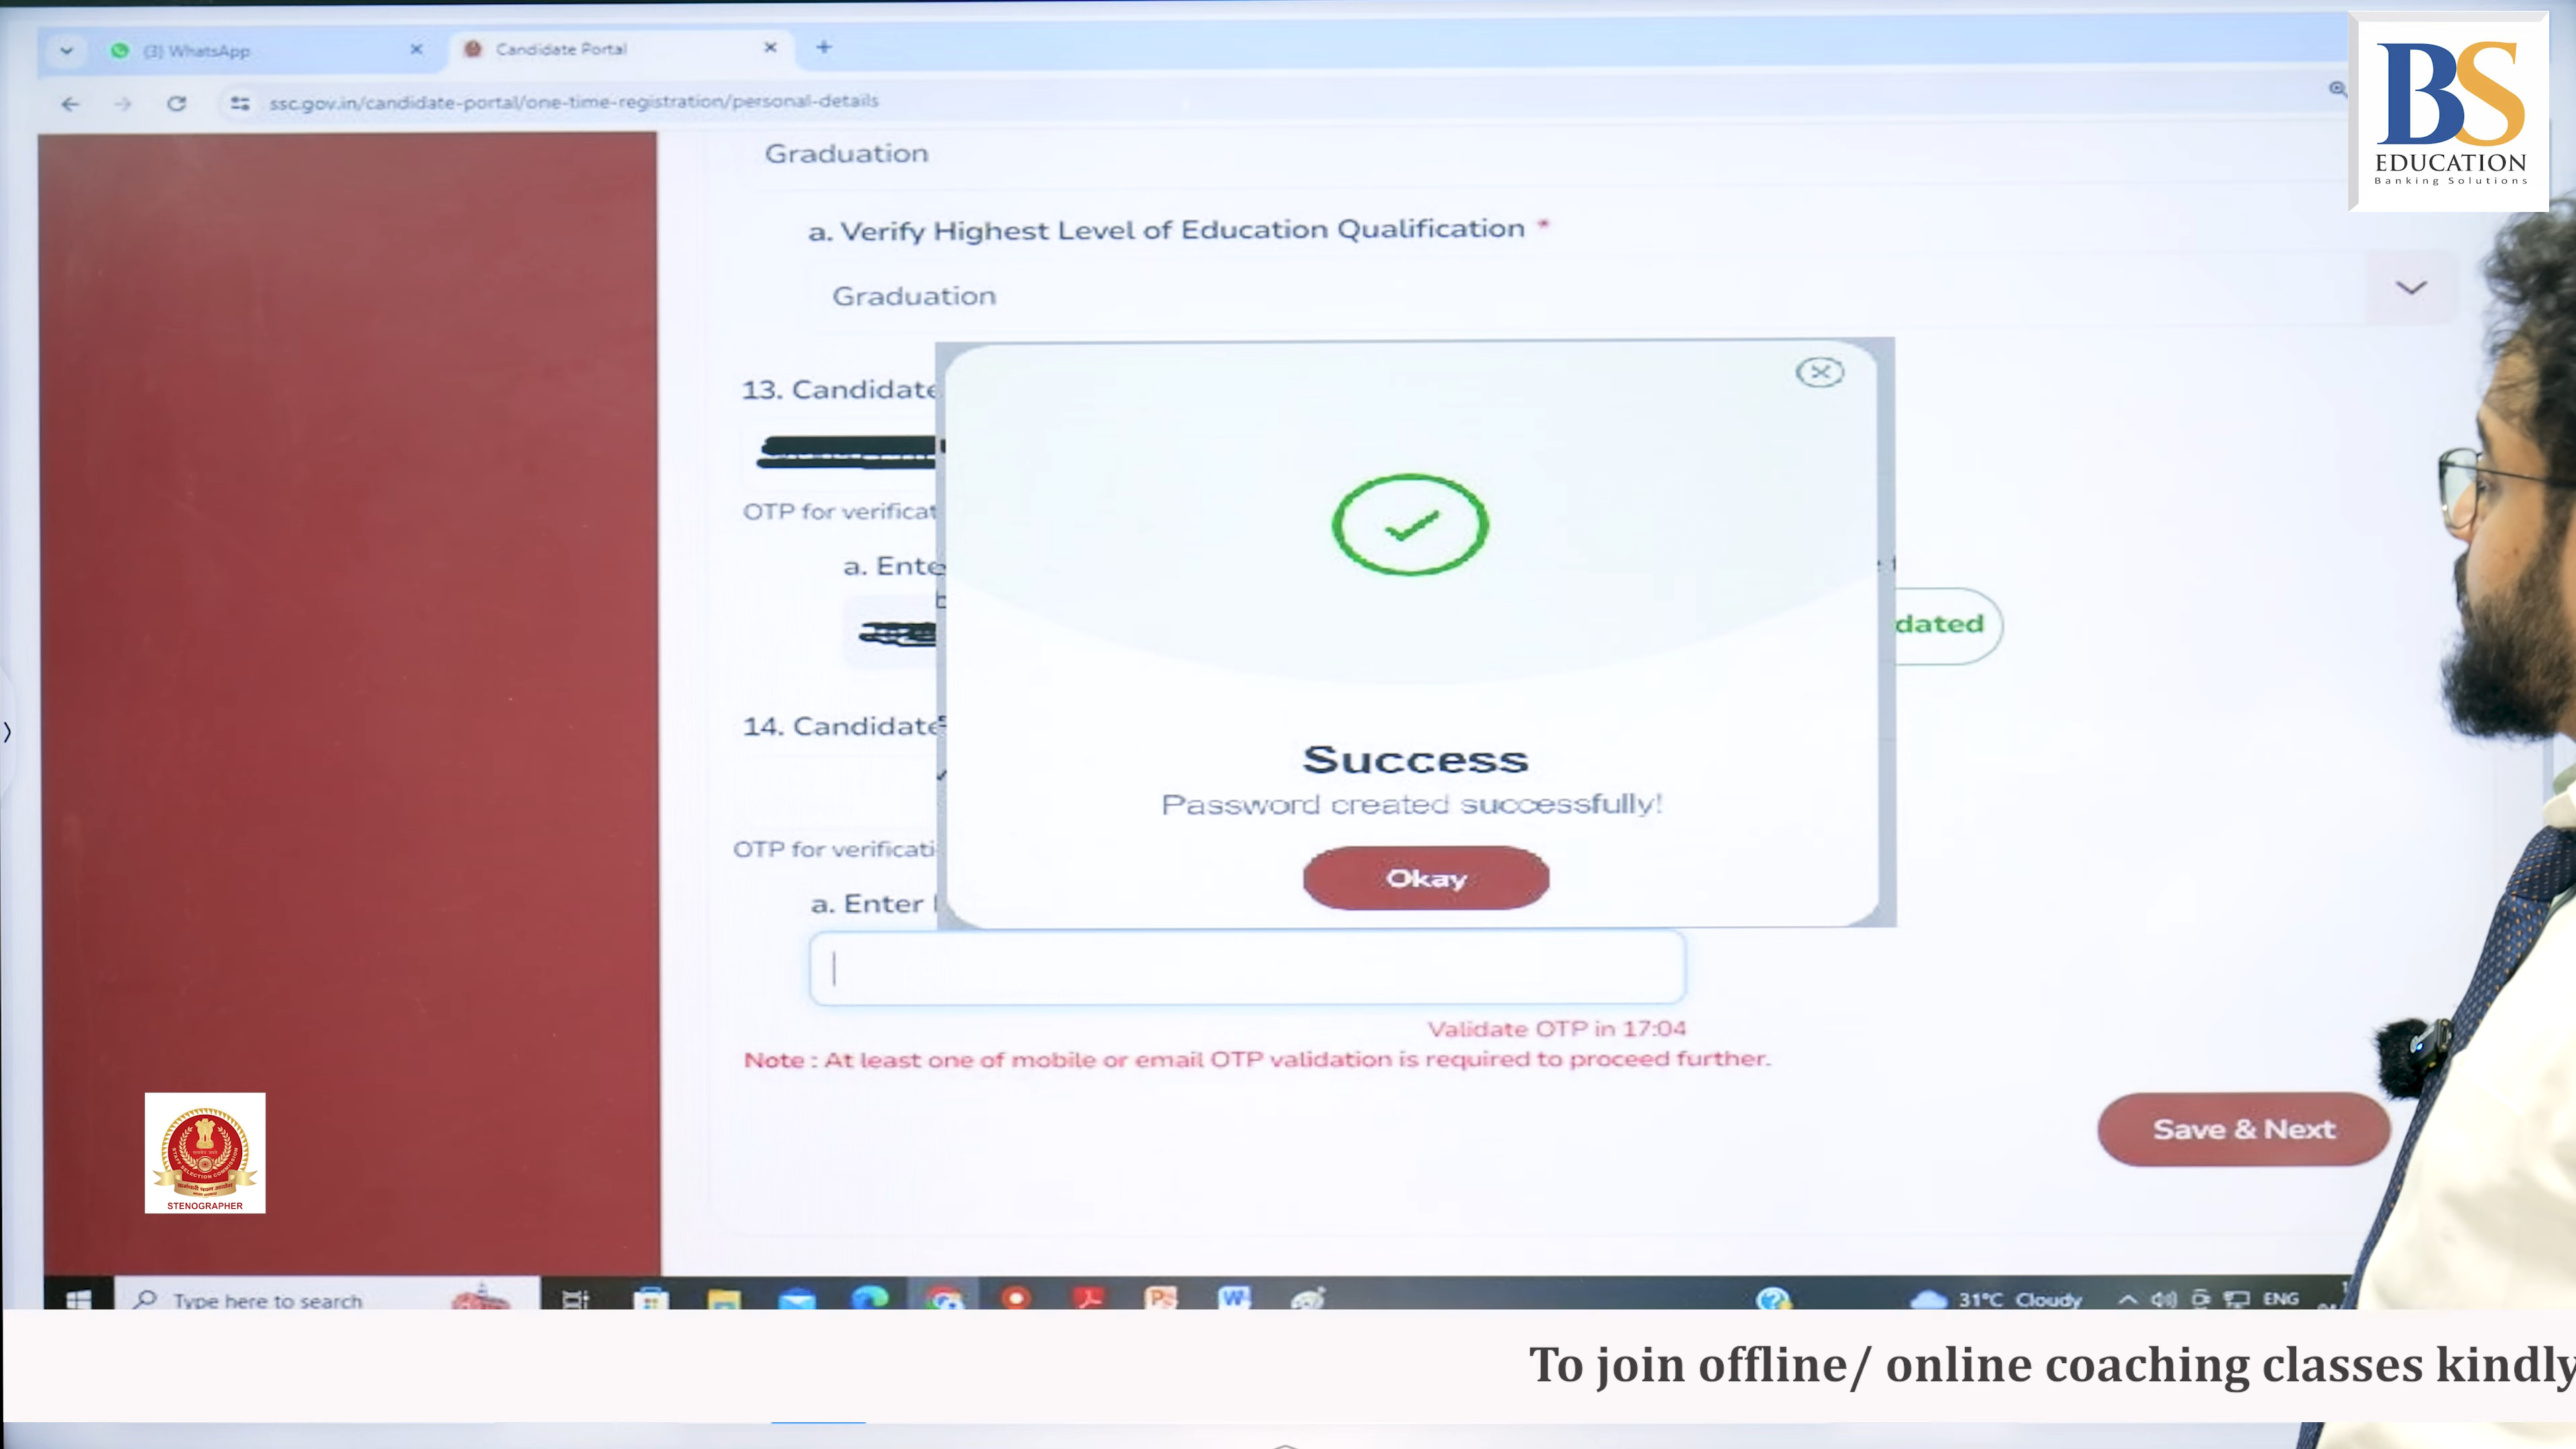 (3) WhatsApp
Candidate Portal
ssc.gov.in/candidate-portal/one-time-registration/personal-details
BS
EDUCATION
Banking Solutions
Graduation
a. Verify Highest Level of Education Qualification *
Graduation
13. Candidate
OTP for verificat
a. Ente
dated
14. Candidate
Success
Password created successfully!
Okay
OTP for verificati
a. Enter
Validate OTP in 17:04
Note : At least one of mobile or email OTP validation is required to proceed further.
Save & Next
STENOGRAPHER
Type here to search
31°C Cloudy
ENG
To join offline/ online coaching classes kindly